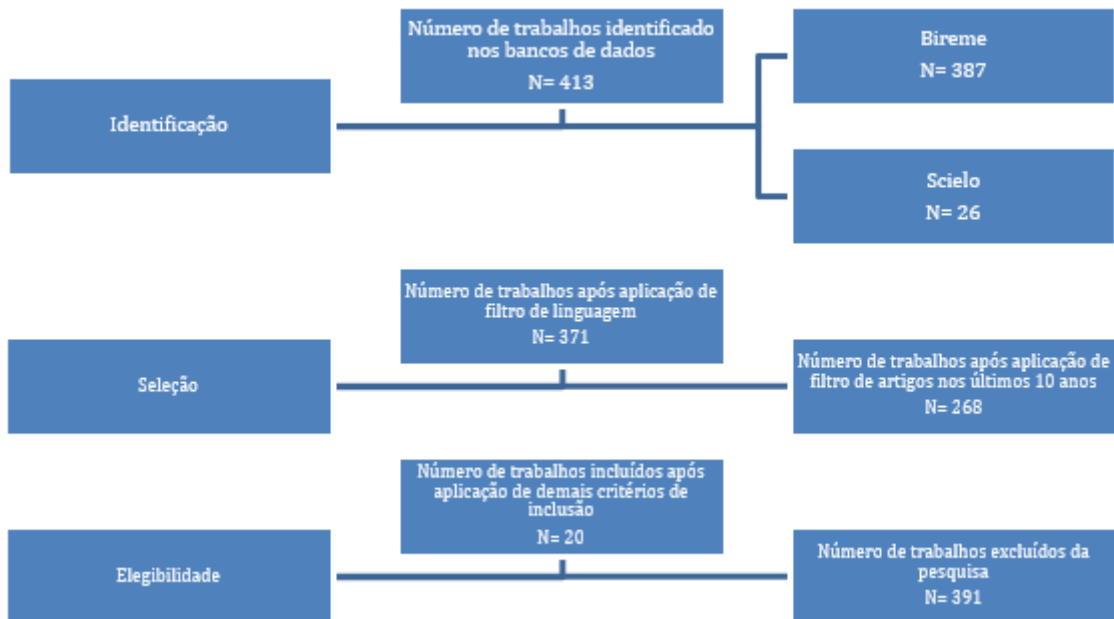 Número de trabalhos identificado
nos bancos de dados
N= 413
Bireme
N= 387
Identificação
Scielo
N= 26
Número de trabalhos após aplicação de
filtro de linguagem
N= 371
Seleção
Número de trabalhos após aplicação de
filtro de artigos nos últimos 10 anos
N= 268
Número de trabalhos incluídos após
aplicação de demais critérios de
inclusão
N= 20
Elegibilidade
Número de trabalhos excluídos da
pesquisa
N= 391